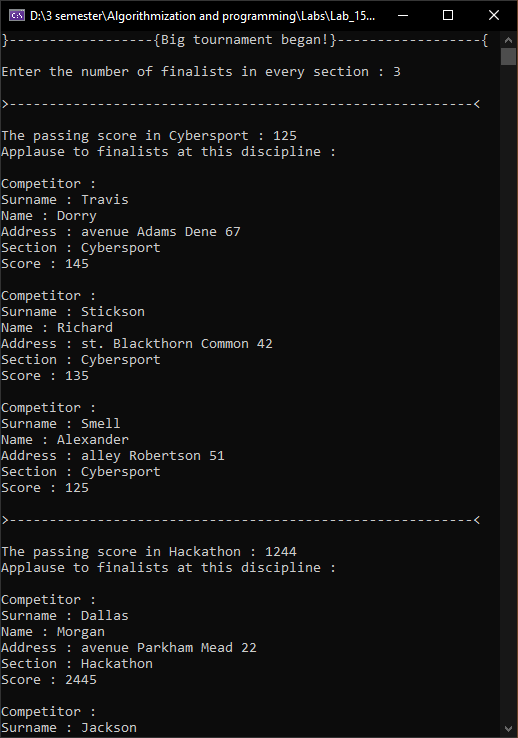 D:\3 semester\Algorithmization and programming\Labs\Lab_15...
}------------------{Big tournament began!}------------------{
Enter the number of finalists in every section : 3
>----------------------------------------------------------<
The passing score in Cybersport : 125
Applause to finalists at this discipline :
Competitor :
Surname : Travis
Name : Dorry
Address : avenue Adams Dene 67
Section : Cybersport
Score : 145
Competitor :
Surname : Stickson
Name : Richard
Address : st. Blackthorn Common 42
Section : Cybersport
Score : 135
Competitor :
Surname : Smell
Name : Alexander
Address : alley Robertson 51
Section : Cybersport
Score : 125
>----------------------------------------------------------<
The passing score in Hackathon : 1244
Applause to finalists at this discipline :
Competitor :
Surname : Dallas
Name : Morgan
Address : avenue Parkham Mead 22
Section : Hackathon
Score : 2445
Competitor :
Surname : Jackson